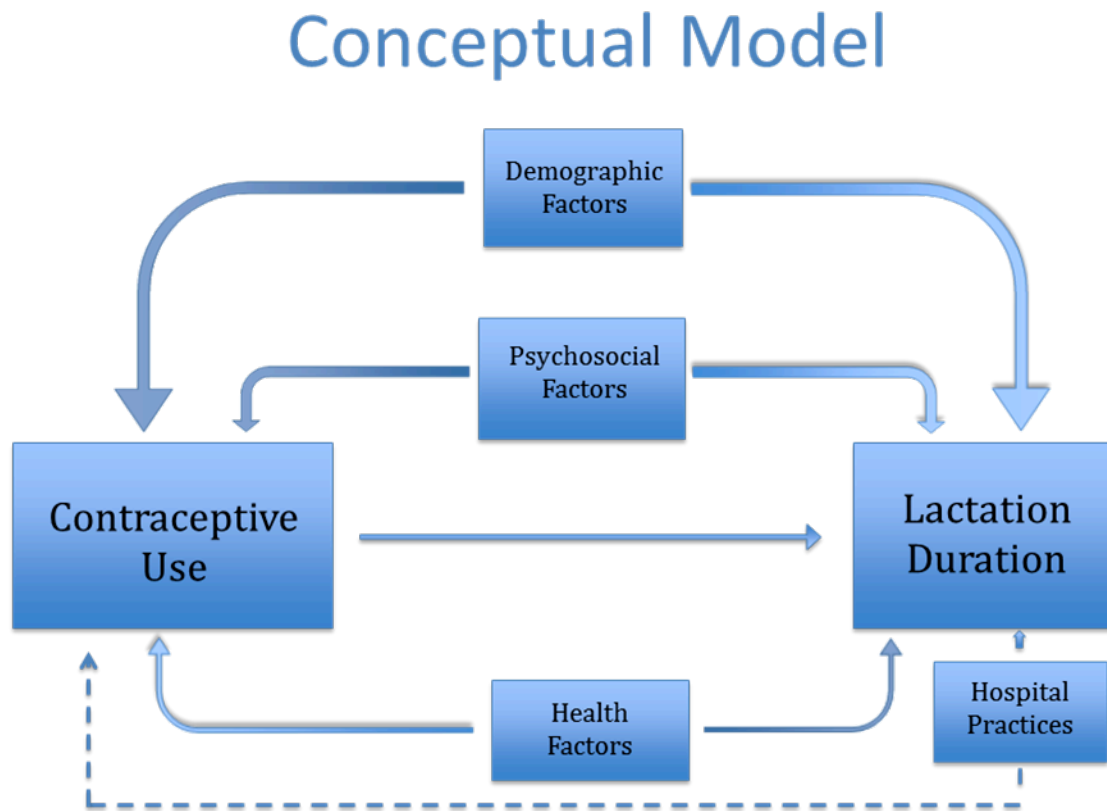 Conceptual Model
Demographic
Factors
Psychosocial
Factors
Contraceptive
Use
Lactation
Duration
Health
Factors
Hospital
Practices